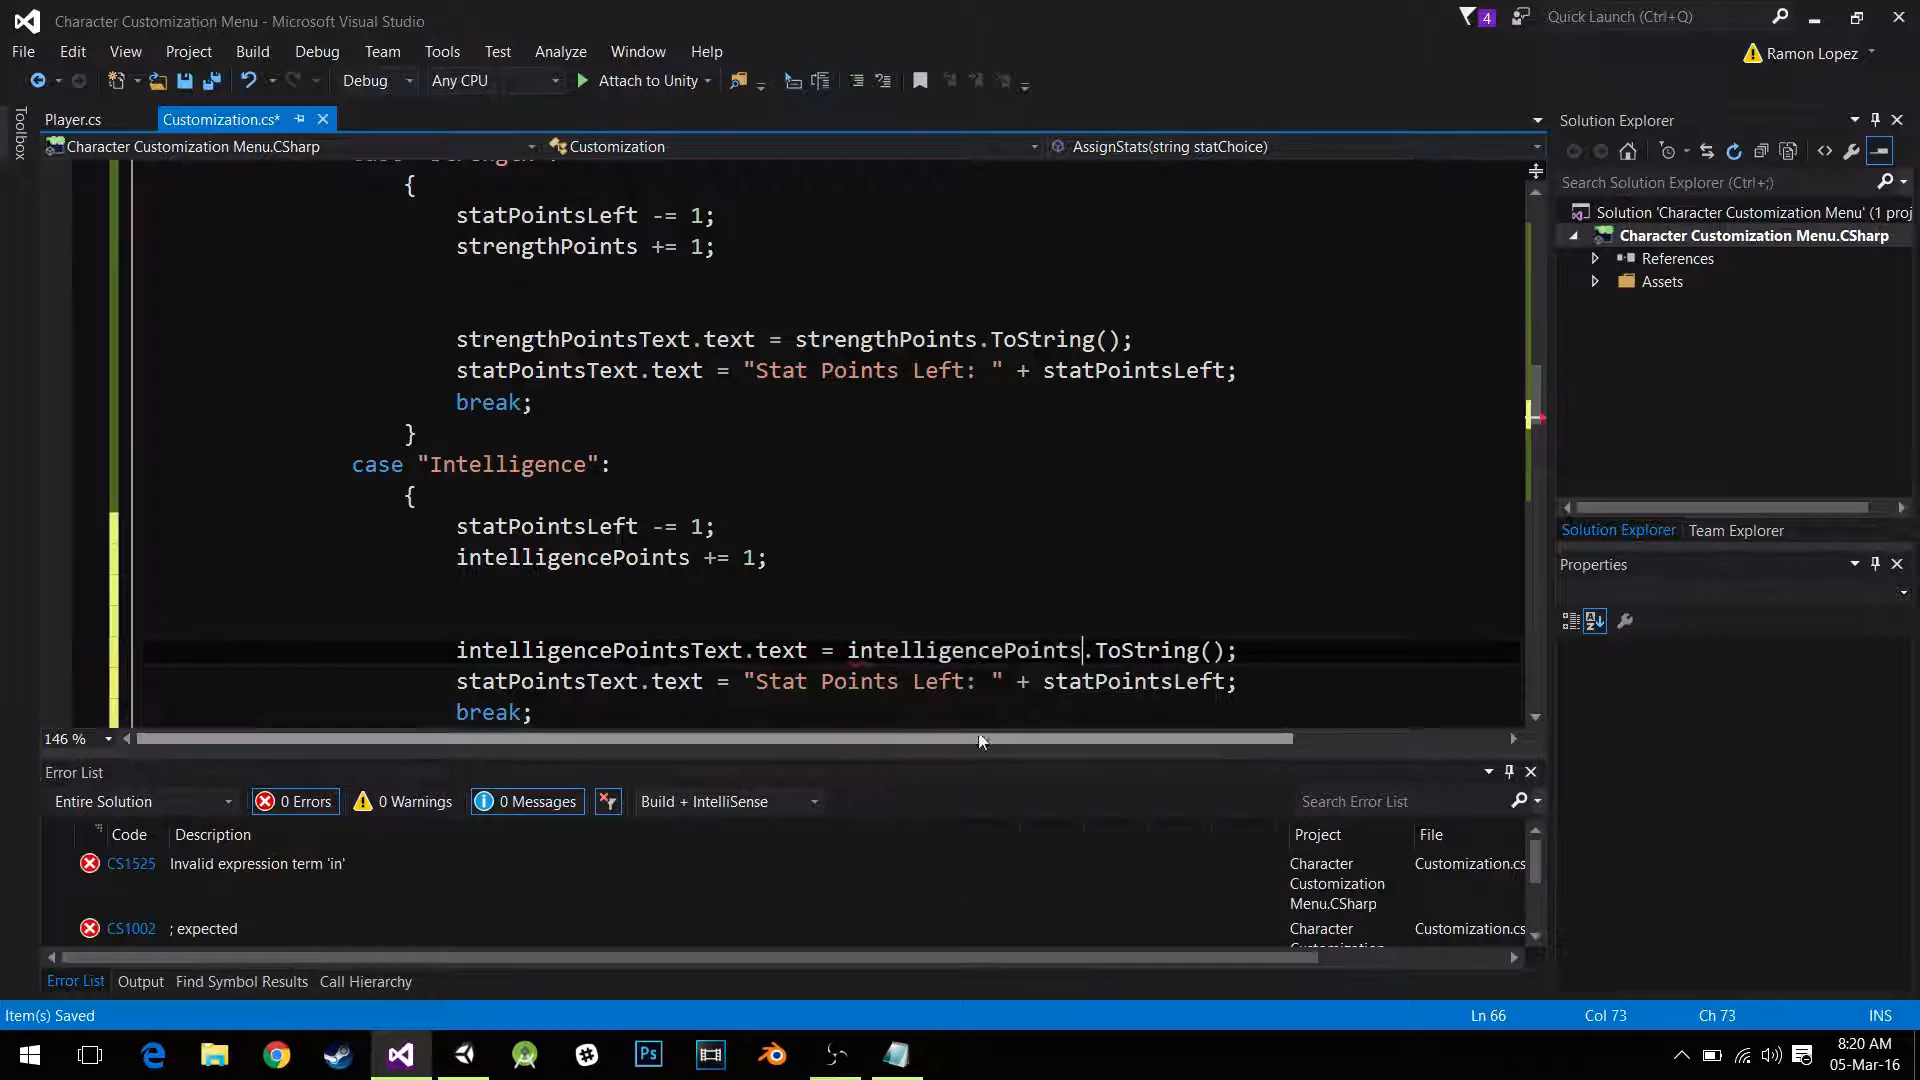 Character Customization Menu - Microsoft Visual Studio
4
Quick Launch (Ctrl+Q)
File Edit View Project Build Debug Team Tools Test Analyze Window Help
Ramon Lopez
Debug Any CPU Attach to Unity
Toolbox
Player.cs Customization.cs*
Character Customization Menu.CSharp Customization AssignStats(string statChoice)
{
statPointsLeft -= 1;
strengthPoints += 1;
strengthPointsText.text = strengthPoints.ToString();
statPointsText.text = "Stat Points Left: " + statPointsLeft;
break;
}
case "Intelligence":
{
statPointsLeft -= 1;
intelligencePoints += 1;
intelligencePointsText.text = intelligencePoints.ToString();
statPointsText.text = "Stat Points Left: " + statPointsLeft;
break;
146 %
Solution Explorer
Search Solution Explorer (Ctrl+;)
Solution 'Character Customization Menu' (1 proj
Character Customization Menu.CSharp
References
Assets
Solution Explorer Team Explorer
Properties
Error List
Entire Solution 0 Errors 0 Warnings 0 Messages Build + IntelliSense Search Error List
Code Description Project File
CS1525 Invalid expression term 'in' Character Customization.cs
Customization
Menu.CSharp
CS1002 ; expected Character Customization.cs
Error List Output Find Symbol Results Call Hierarchy
Item(s) Saved Ln 66 Col 73 Ch 73 INS
Ps
8:20 AM
05-Mar-16